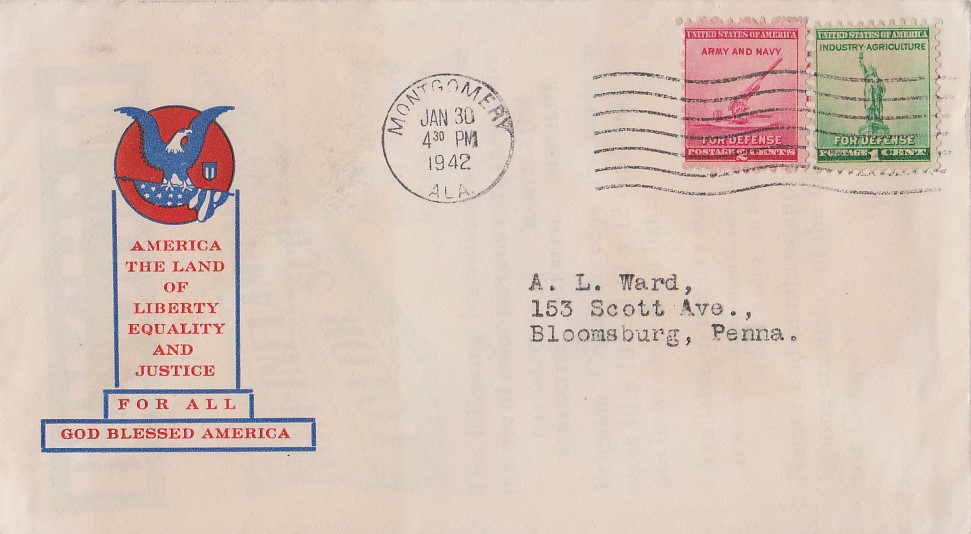 UNITED STATES OF AMERICA
ARMY AND NAVY
FOR DEFENSE
POSTAGE 2 CENTS
UNITED STATES OF AMERICA
INDUSTRY-AGRICULTURE
FOR DEFENSE
POSTAGE 1 CENT
MONTGOMERY
JAN 30
4 30 PM
1942
ALA.
AMERICA
THE LAND
OF
LIBERTY
EQUALITY
AND
JUSTICE
FOR ALL
GOD BLESSED AMERICA
A. L. Ward,
153 Scott Ave.,
Bloomsburg, Penna.